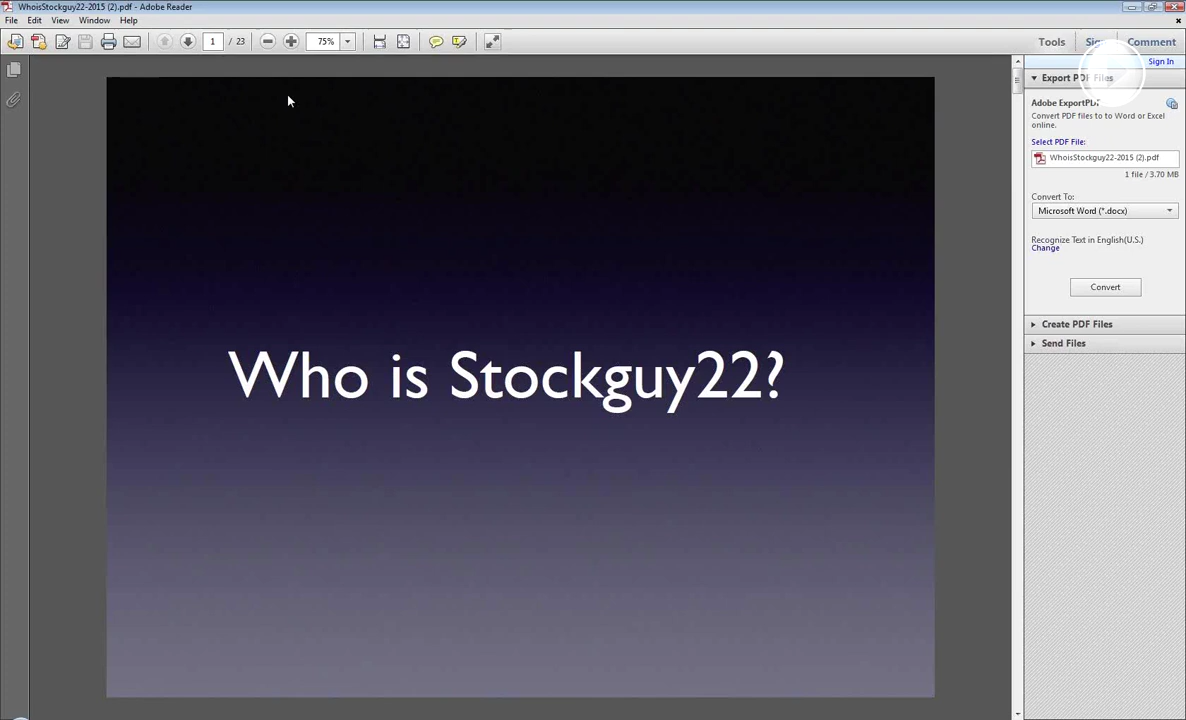 WhoisStockguy22-2015 (2).pdf - Adobe Reader
File Edit View Window Help
1 / 23 75% Tools Comment
Sign In
Export PDF Files
Adobe ExportPDF
Convert PDF files to to Word or Excel
online.
Select PDF File:
WhoisStockguy22-2015 (2).pdf
1 file / 3.70 MB
Convert To:
Microsoft Word (*.docx)
Recognize Text in English(U.S.)
Change
Convert
Create PDF Files
Send Files
Who is Stockguy22?